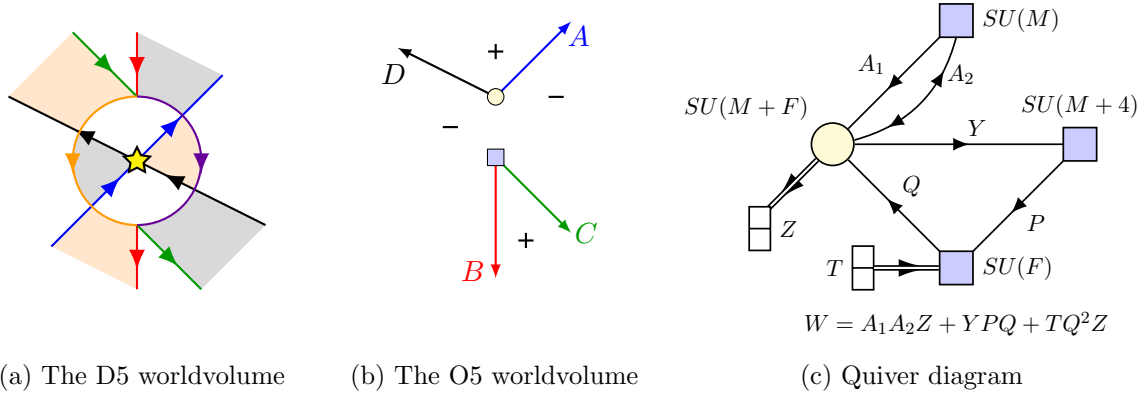 A
D
+
−
−
B
C
+
SU(M)
A₁
A₂
SU(M + F)
SU(M + 4)
Y
Q
P
Z
T
SU(F)
W = A₁A₂Z + YPQ + TQ²Z
(a) The D5 worldvolume
(b) The O5 worldvolume
(c) Quiver diagram